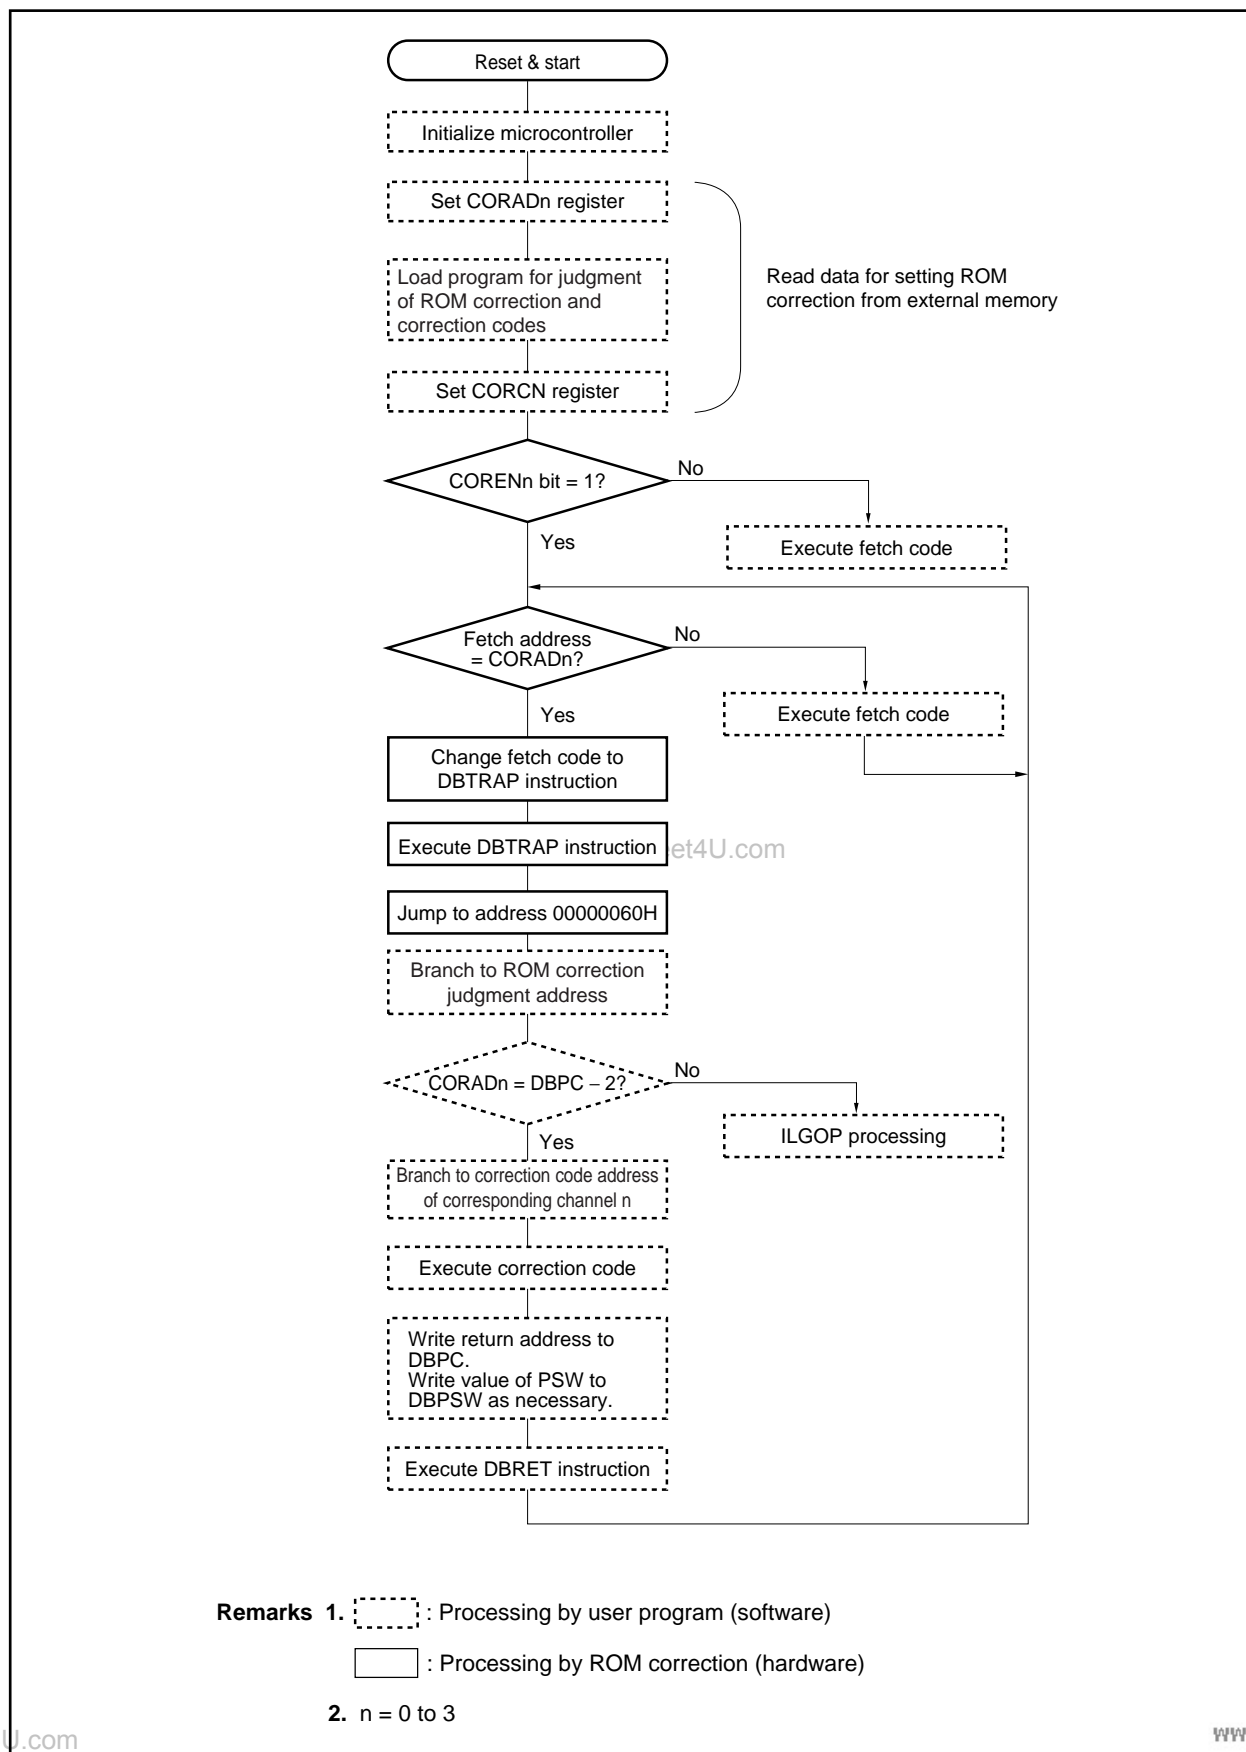 Reset & start
Initialize microcontroller
Set CORADn register
Load program for judgment
of ROM correction and
correction codes
Read data for setting ROM
correction from external memory
Set CORCN register
CORENn bit = 1?
No
Execute fetch code
Yes
Fetch address
= CORADn?
No
Execute fetch code
Yes
Change fetch code to
DBTRAP instruction
Execute DBTRAP instruction
et4U.com
Jump to address 00000060H
Branch to ROM correction
judgment address
CORADn = DBPC – 2?
No
ILGOP processing
Yes
Branch to correction code address
of corresponding channel n
Execute correction code
Write return address to
DBPC.
Write value of PSW to
DBPSW as necessary.
Execute DBRET instruction
Remarks 1. : Processing by user program (software)
: Processing by ROM correction (hardware)
2. n = 0 to 3
U.com